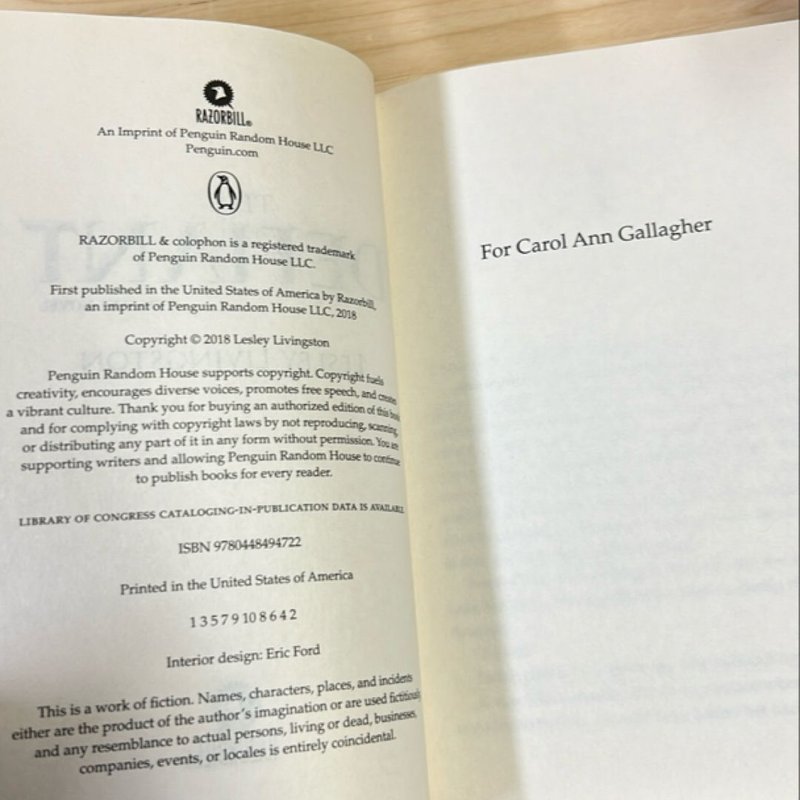 RAZORBILL®
An Imprint of Penguin Random House LLC
Penguin.com
RAZORBILL & colophon is a registered trademark
of Penguin Random House LLC.
First published in the United States of America by Razorbill,
an imprint of Penguin Random House LLC, 2018
Copyright © 2018 Lesley Livingston
Penguin Random House supports copyright. Copyright fuels
creativity, encourages diverse voices, promotes free speech, and creates
a vibrant culture. Thank you for buying an authorized edition of this book
and for complying with copyright laws by not reproducing, scanning,
or distributing any part of it in any form without permission. You are
supporting writers and allowing Penguin Random House to continue
to publish books for every reader.
LIBRARY OF CONGRESS CATALOGING-IN-PUBLICATION DATA IS AVAILABLE
ISBN 9780448494722
Printed in the United States of America
1 3 5 7 9 10 8 6 4 2
Interior design: Eric Ford
This is a work of fiction. Names, characters, places, and incidents
either are the product of the author's imagination or are used fictitiously
and any resemblance to actual persons, living or dead, businesses,
companies, events, or locales is entirely coincidental.
For Carol Ann Gallagher